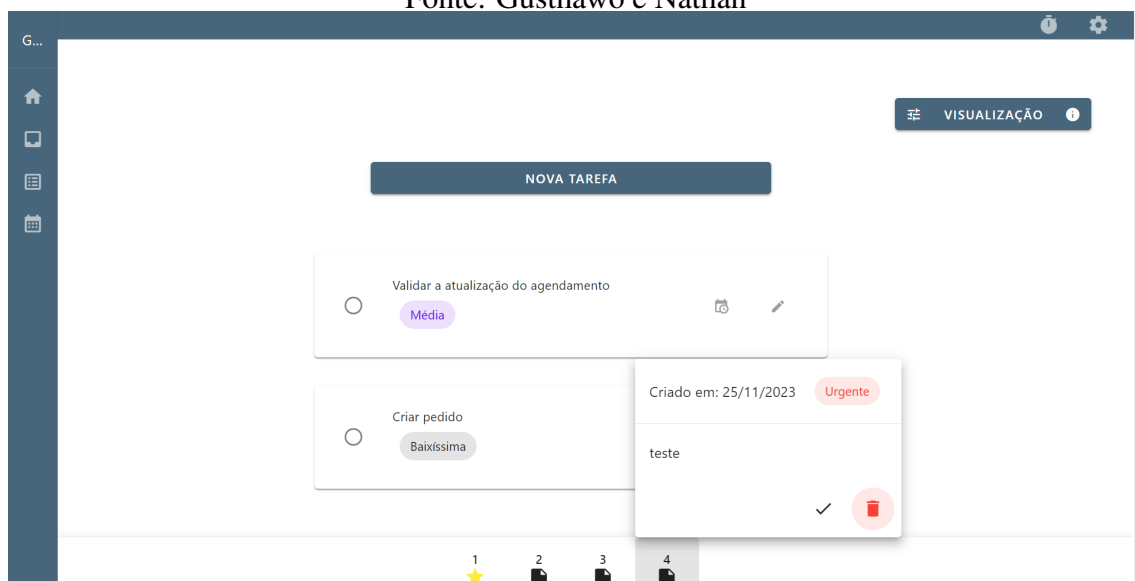 Fonte: Gusthawo e Nathan
G...
VISUALIZAÇÃO
NOVA TAREFA
Validar a atualização do agendamento
Média
Criado em: 25/11/2023 Urgente
Criar pedido
Baixíssima
teste
1 2 3 4